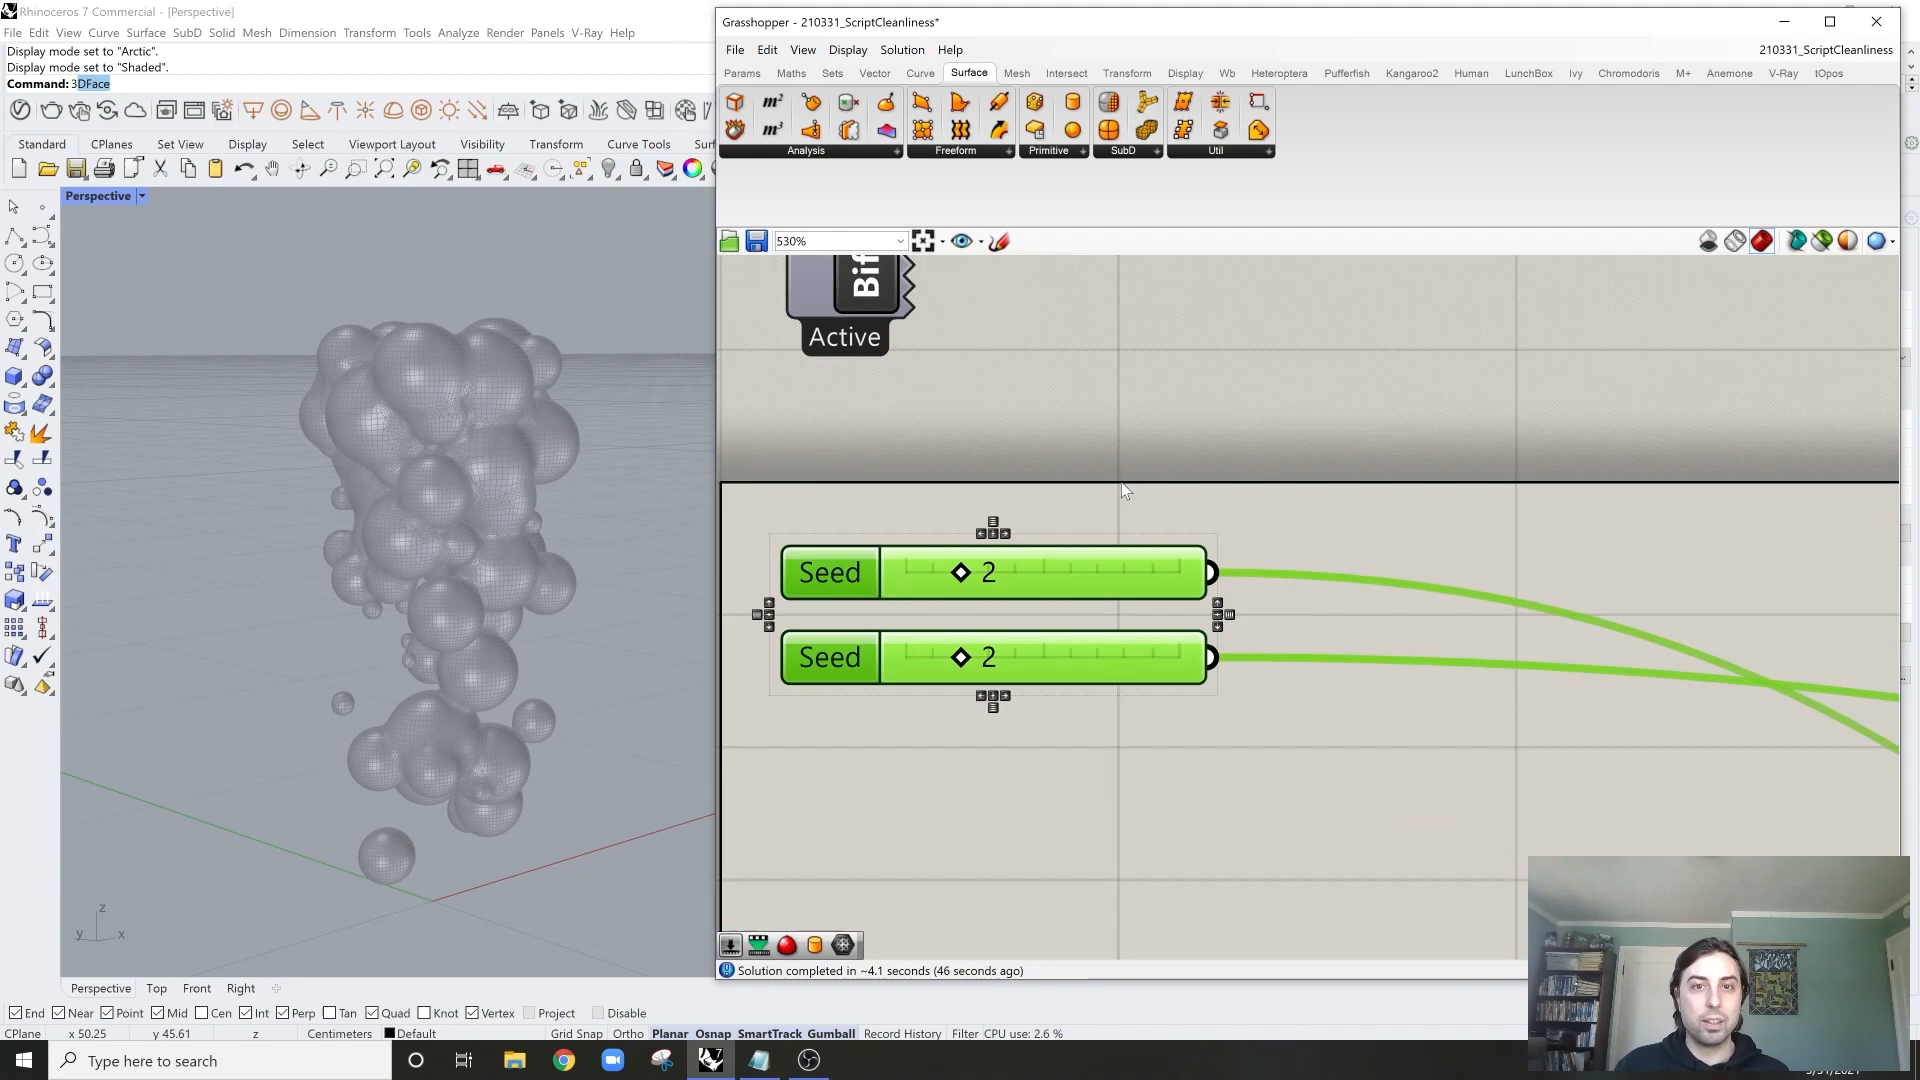 Rhinoceros 7 Commercial - [Perspective]
File Edit View Curve Surface SubD Solid Mesh Dimension Transform Tools Analyze Render Panels V-Ray Help
Display mode set to "Arctic".
Display mode set to "Shaded".
Command: 3DFace
Standard CPlanes Set View Display Select Viewport Layout Visibility Transform Curve Tools Surf
Perspective
Grasshopper - 210331_ScriptCleanliness*
File Edit View Display Solution Help 210331_ScriptCleanliness
Params Maths Sets Vector Curve Surface Mesh Intersect Transform Display Wb Heteroptera Pufferfish Kangaroo2 Human LunchBox Ivy Chromodoris M+ Anemone V-Ray tOpos
m² m³
Analysis Freeform Primitive SubD Util
530%
Bif
Active
Seed 2
Seed 2
z
y x
Solution completed in ~4.1 seconds (46 seconds ago)
Perspective Top Front Right
End Near Point Mid Cen Int Perp Tan Quad Knot Vertex Project Disable
CPlane x 50.25 y 45.61 z Centimeters Default Grid Snap Ortho Planar Osnap SmartTrack Gumball Record History Filter CPU use: 2.6 %
Type here to search